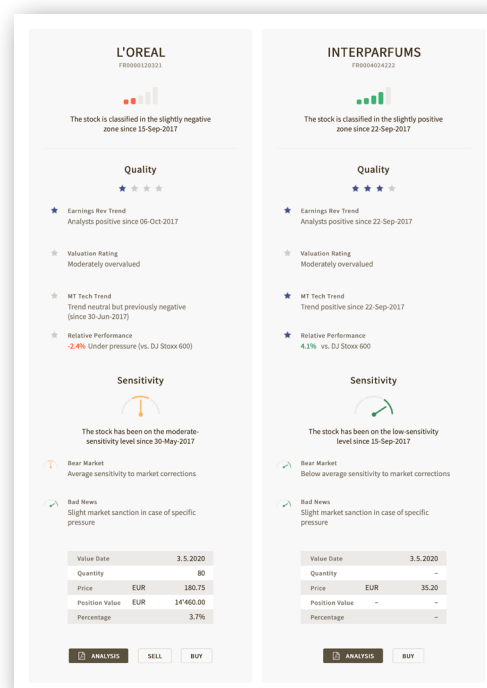 L'OREAL
FR0000120321
The stock is classified in the slightly negative
zone since 15-Sep-2017
Quality
Earnings Rev Trend
Analysts positive since 06-Oct-2017
Valuation Rating
Moderately overvalued
MT Tech Trend
Trend neutral but previously negative
(since 30-Jun-2017)
Relative Performance
-2.4% Under pressure (vs. DJ Stoxx 600)
Sensitivity
The stock has been on the moderate-
sensitivity level since 30-May-2017
Bear Market
Average sensitivity to market corrections
Bad News
Slight market sanction in case of specific
pressure
Value Date 3.5.2020
Quantity 80
Price EUR 180.75
Position Value EUR 14'460.00
Percentage 3.7%
ANALYSIS SELL BUY
INTERPARFUMS
FR0004024222
The stock is classified in the slightly positive
zone since 22-Sep-2017
Quality
Earnings Rev Trend
Analysts positive since 22-Sep-2017
Valuation Rating
Moderately overvalued
MT Tech Trend
Trend positive since 22-Sep-2017
Relative Performance
4.1% vs. DJ Stoxx 600
Sensitivity
The stock has been on the low-sensitivity
level since 15-Sep-2017
Bear Market
Below average sensitivity to market corrections
Bad News
Slight market sanction in case of specific
pressure
Value Date 3.5.2020
Quantity –
Price EUR 35.20
Position Value – –
Percentage –
ANALYSIS BUY